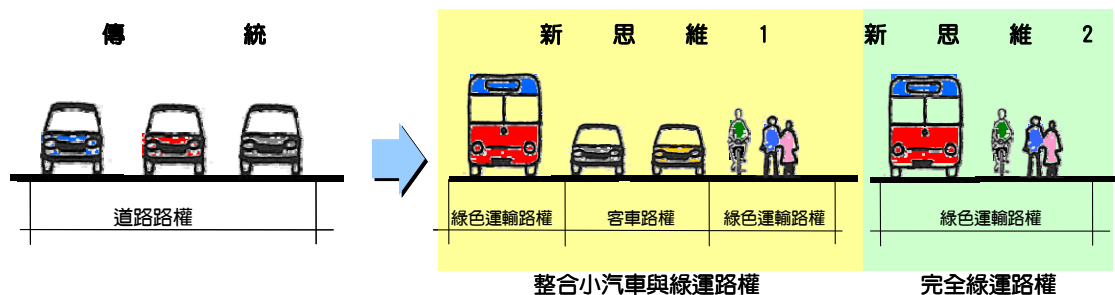 傳 統
新 思 維 1
新 思 維 2
道路路權
綠色運輸路權
客車路權
綠色運輸路權
綠色運輸路權
整合小汽車與綠運路權
完全綠運路權